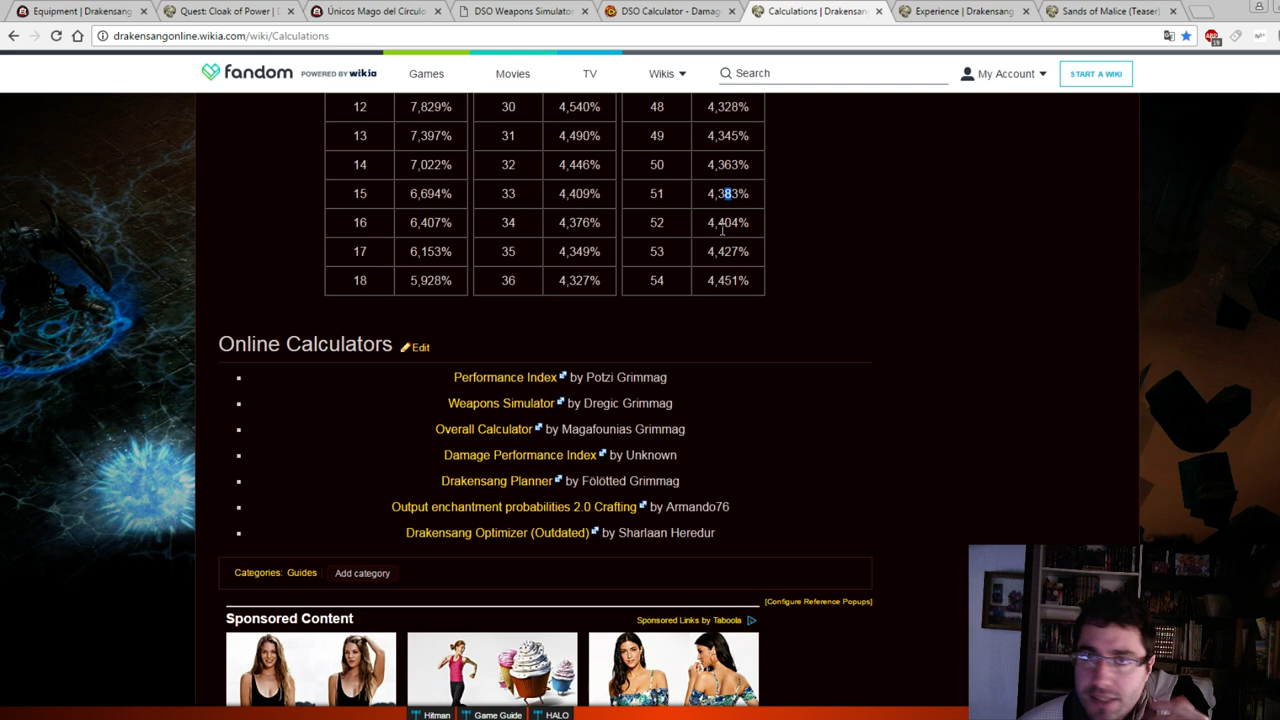 Equipment | Drakensang
Quest: Cloak of Power | D
Únicos Mago del Círculo
DSO Weapons Simulator
DSO Calculator - Damag
Calculations | Drakensan
Experience | Drakensang
Sands of Malice (Teaser)
drakensangonline.wikia.com/wiki/Calculations
19
fandom POWERED BY wikia Games Movies TV Wikis Search My Account START A WIKI
12 7,829% 30 4,540% 48 4,328%
13 7,397% 31 4,490% 49 4,345%
14 7,022% 32 4,446% 50 4,363%
15 6,694% 33 4,409% 51 4,383%
16 6,407% 34 4,376% 52 4,404%
17 6,153% 35 4,349% 53 4,427%
18 5,928% 36 4,327% 54 4,451%
Online Calculators Edit
Performance Index by Potzi Grimmag
Weapons Simulator by Dregic Grimmag
Overall Calculator by Magafounias Grimmag
Damage Performance Index by Unknown
Drakensang Planner by Fölötted Grimmag
Output enchantment probabilities 2.0 Crafting by Armando76
Drakensang Optimizer (Outdated) by Sharlaan Heredur
Categories: Guides Add category
[Configure Reference Popups]
Sponsored Content Sponsored Links by Taboola
Hitman Game Guide HALO